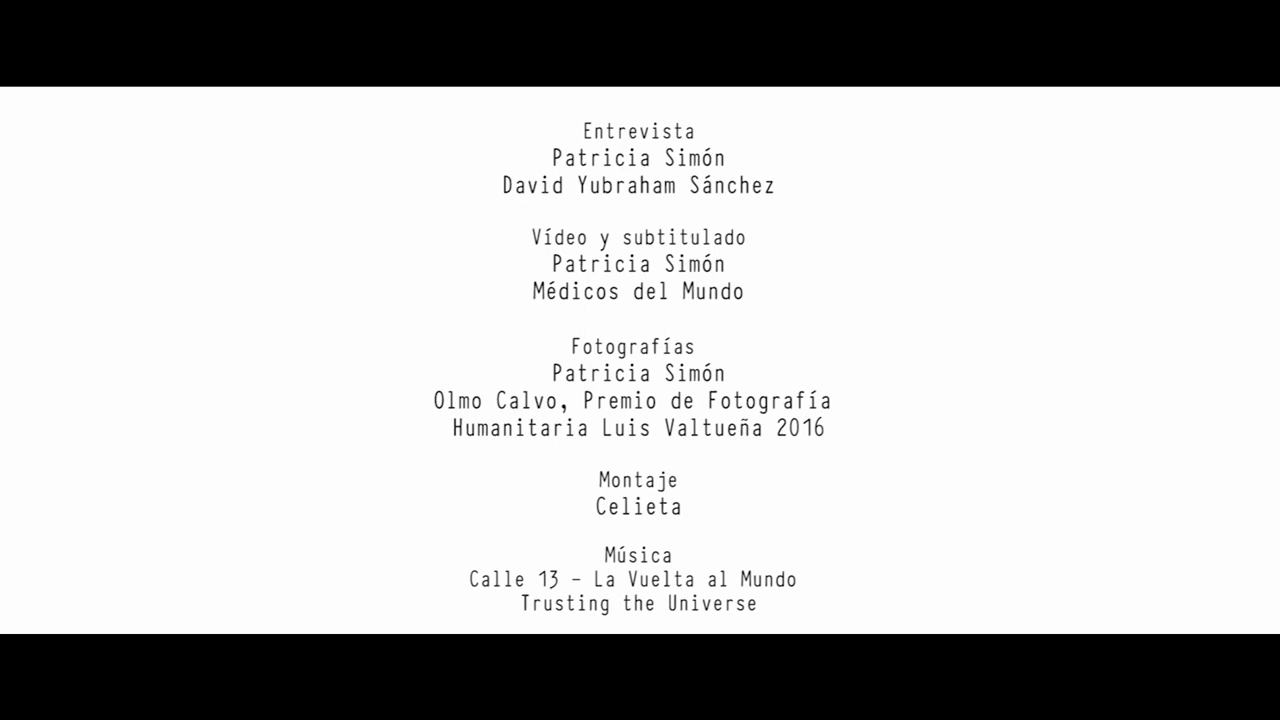 Entrevista
Patricia Simón
David Yubraham Sánchez
Vídeo y subtitulado
Patricia Simón
Médicos del Mundo
Fotografías
Patricia Simón
Olmo Calvo, Premio de Fotografía
Humanitaria Luis Valtueña 2016
Montaje
Celieta
Música
Calle 13 - La Vuelta al Mundo
Trusting the Universe